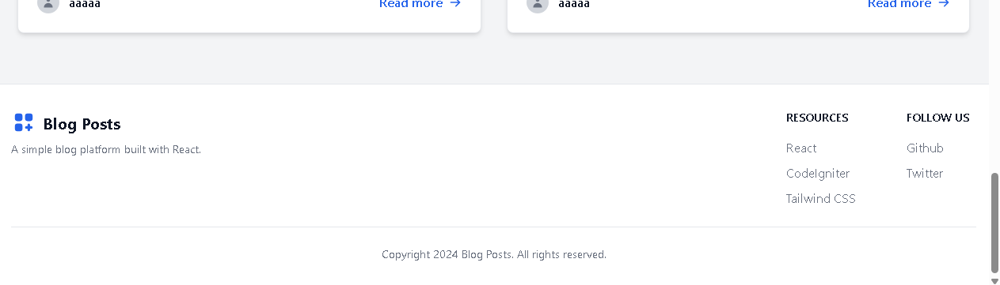 aaaaa Read more →
aaaaa Read more →
Blog Posts
A simple blog platform built with React.
RESOURCES
React
CodeIgniter
Tailwind CSS
FOLLOW US
Github
Twitter
Copyright 2024 Blog Posts. All rights reserved.